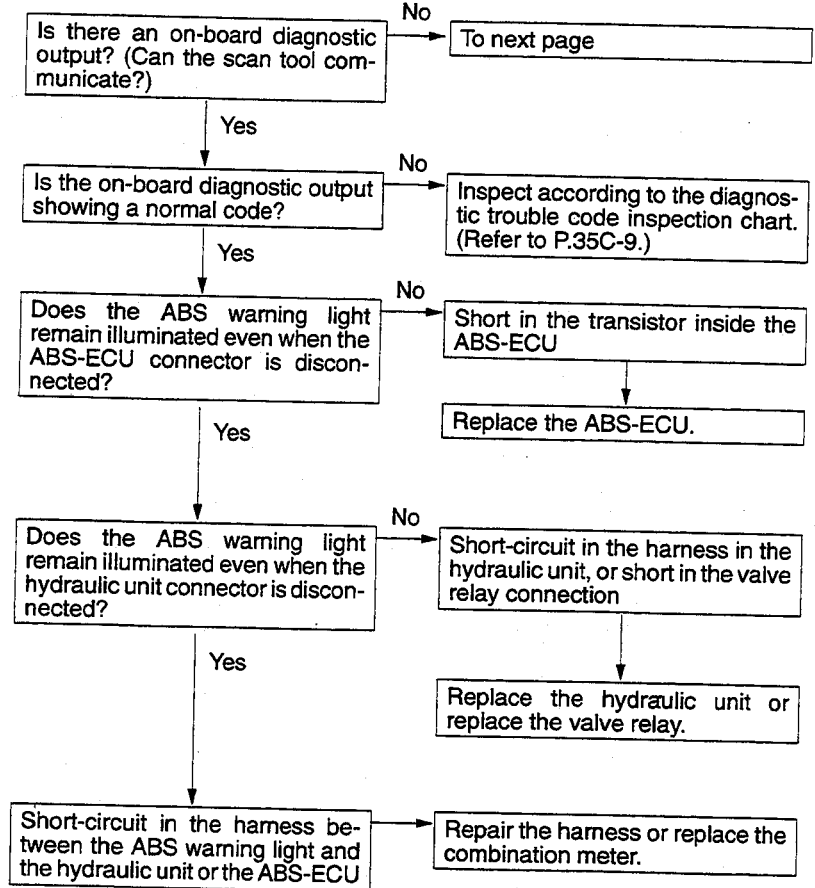 No
Is there an on-board diagnostic
output? (Can the scan tool com-
municate?)
To next page
Yes
No
Is the on-board diagnostic output
showing a normal code?
Inspect according to the diagnos-
tic trouble code inspection chart.
(Refer to P.35C-9.)
Yes
No
Does the ABS warning light
remain illuminated even when the
ABS-ECU connector is discon-
nected?
Short in the transistor inside the
ABS-ECU
Replace the ABS-ECU.
Yes
No
Does the ABS warning light
remain illuminated even when the
hydraulic unit connector is discon-
nected?
Short-circuit in the harness in the
hydraulic unit, or short in the valve
relay connection
Yes
Replace the hydraulic unit or
replace the valve relay.
Short-circuit in the harness be-
tween the ABS warning light and
the hydraulic unit or the ABS-ECU
Repair the harness or replace the
combination meter.